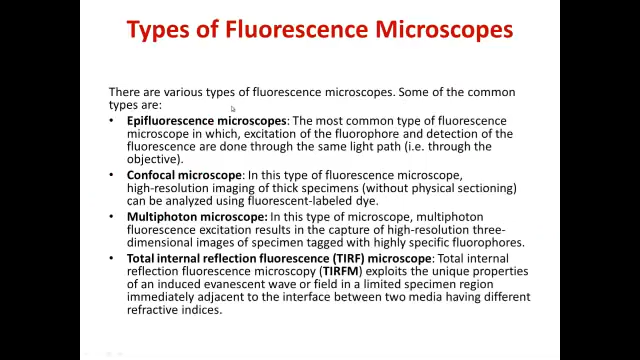 Types of Fluorescence Microscopes
There are various types of fluorescence microscopes. Some of the common
types are:
• Epifluorescence microscopes: The most common type of fluorescence
microscope in which, excitation of the fluorophore and detection of the
fluorescence are done through the same light path (i.e. through the
objective).
• Confocal microscope: In this type of fluorescence microscope,
high-resolution imaging of thick specimens (without physical sectioning)
can be analyzed using fluorescent-labeled dye.
• Multiphoton microscope: In this type of microscope, multiphoton
fluorescence excitation results in the capture of high-resolution three-
dimensional images of specimen tagged with highly specific fluorophores.
• Total internal reflection fluorescence (TIRF) microscope: Total internal
reflection fluorescence microscopy (TIRFM) exploits the unique properties
of an induced evanescent wave or field in a limited specimen region
immediately adjacent to the interface between two media having different
refractive indices.